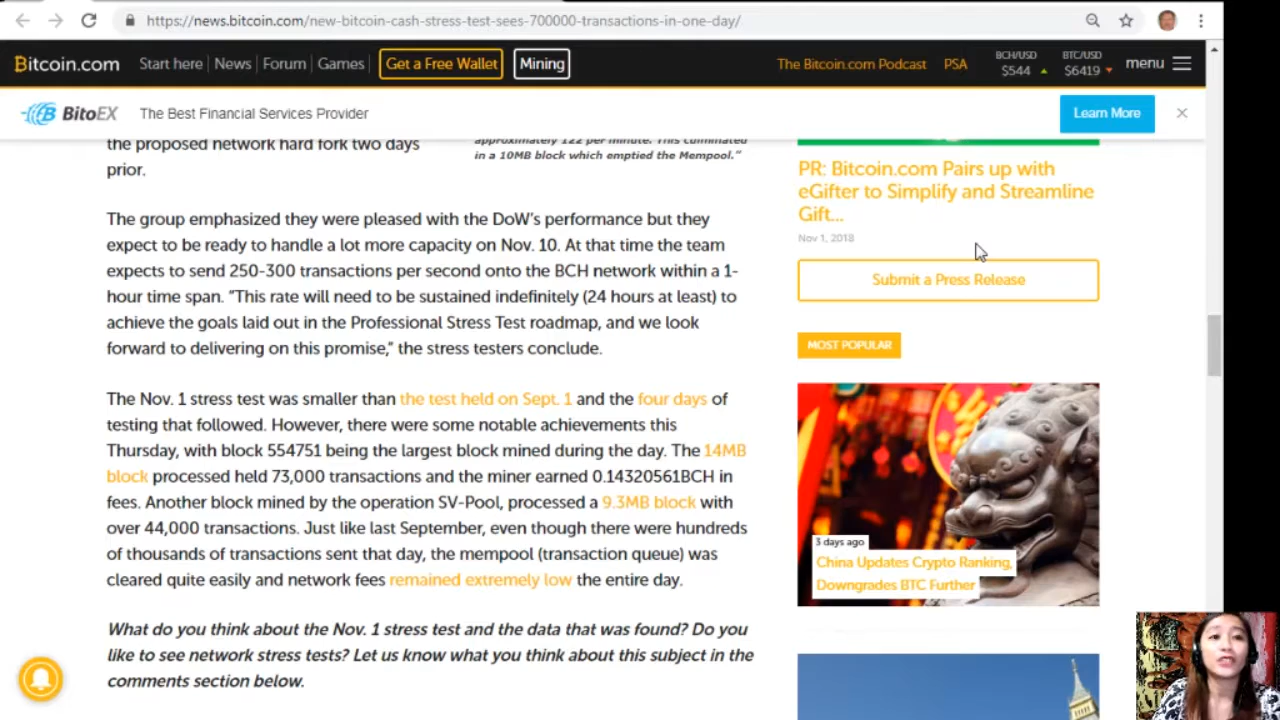 https://news.bitcoin.com/new-bitcoin-cash-stress-test-sees-700000-transactions-in-one-day/
Bitcoin.com
Start here
News
Forum
Games
Get a Free Wallet
Mining
The Bitcoin.com Podcast
PSA
BCH/USD
$544
BTC/USD
$6419
menu
BitoEX
The Best Financial Services Provider
Learn More
the proposed network hard fork two days
prior.
approximately 122 per minute. This culminated
in a 10MB block which emptied the Mempool.”
The group emphasized they were pleased with the DoW’s performance but they
expect to be ready to handle a lot more capacity on Nov. 10. At that time the team
expects to send 250-300 transactions per second onto the BCH network within a 1-
hour time span. “This rate will need to be sustained indefinitely (24 hours at least) to
achieve the goals laid out in the Professional Stress Test roadmap, and we look
forward to delivering on this promise,” the stress testers conclude.
The Nov. 1 stress test was smaller than the test held on Sept. 1 and the four days of
testing that followed. However, there were some notable achievements this
Thursday, with block 554751 being the largest block mined during the day. The 14MB
block processed held 73,000 transactions and the miner earned 0.14320561BCH in
fees. Another block mined by the operation SV-Pool, processed a 9.3MB block with
over 44,000 transactions. Just like last September, even though there were hundreds
of thousands of transactions sent that day, the mempool (transaction queue) was
cleared quite easily and network fees remained extremely low the entire day.
What do you think about the Nov. 1 stress test and the data that was found? Do you
like to see network stress tests? Let us know what you think about this subject in the
comments section below.
PR: Bitcoin.com Pairs up with
eGifter to Simplify and Streamline
Gift...
Nov 1, 2018
Submit a Press Release
MOST POPULAR
3 days ago
China Updates Crypto Ranking,
Downgrades BTC Further